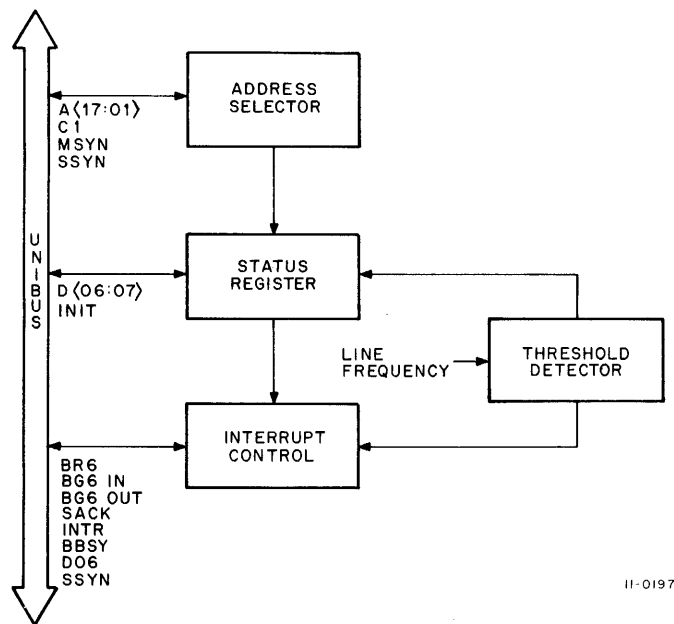 ADDRESS
SELECTOR
A⟨17:01⟩
C1
MSYN
SSYN
UNIBUS
STATUS
REGISTER
D⟨06:07⟩
INIT
LINE
FREQUENCY
THRESHOLD
DETECTOR
INTERRUPT
CONTROL
BR6
BG6 IN
BG6 OUT
SACK
INTR
BBSY
DO6
SSYN
11-0197